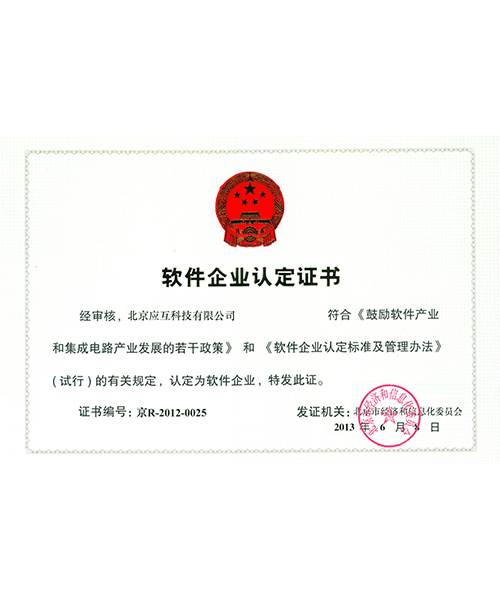 软件企业认定证书
经审核，北京应互科技有限公司 符合《鼓励软件产业
和集成电路产业发展的若干政策》和《软件企业认定标准及管理办法》
(试行)的有关规定，认定为软件企业，特发此证。
证书编号：京R-2012-0025 发证机关：北京市经济和信息化委员会
2013 年 6 月 8 日
北京市经济和信息化委员会